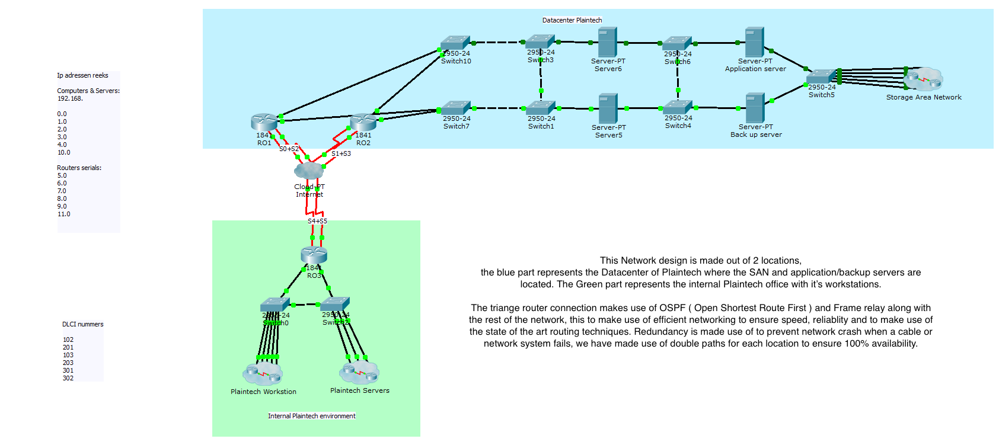 Datacenter Plaintech
2950-24
Switch10
2950-24
Switch3
Server-PT
Server6
2950-24
Switch6
Server-PT
Application server
2950-24
Switch5
Storage Area Network
Ip adressen reeks
Computers & Servers:
192.168.
0.0
1.0
2.0
3.0
4.0
10.0
Routers serials:
5.0
6.0
7.0
8.0
9.0
11.0
1841
RO1
1841
RO2
2950-24
Switch7
2950-24
Switch1
Server-PT
Server5
2950-24
Switch4
Server-PT
Back up server
S0+S2
S1+S3
Cloud-PT
Internet
S4+S5
1841
RO3
2950-24
Switch0
2950-24
Switch2
Plaintech Workstion
Plaintech Servers
Internal Plaintech environment
DLCI nummers
102
201
103
203
301
302
This Network design is made out of 2 locations,
the blue part represents the Datacenter of Plaintech where the SAN and application/backup servers are
located. The Green part represents the internal Plaintech office with it's workstations.
The triange router connection makes use of OSPF ( Open Shortest Route First ) and Frame relay along with
the rest of the network, this to make use of efficient networking to ensure speed, reliablity and to make use of
the state of the art routing techniques. Redundancy is made use of to prevent network crash when a cable or
network system fails, we have made use of double paths for each location to ensure 100% availability.